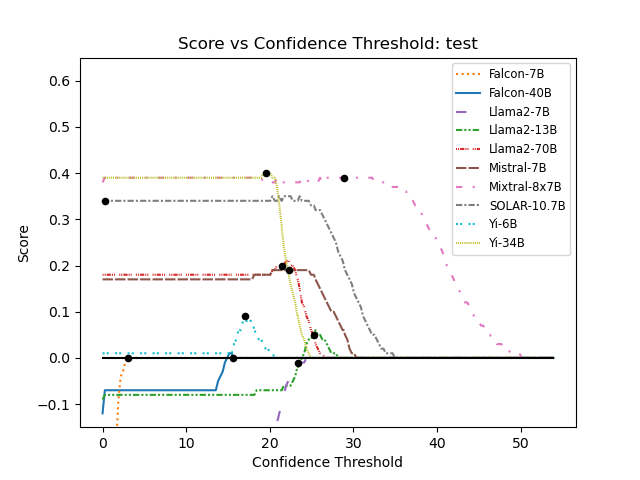 Score vs Confidence Threshold: test
Score
0.6
0.5
0.4
0.3
0.2
0.1
0.0
−0.1
0 10 20 30 40 50
Confidence Threshold
Falcon-7B
Falcon-40B
Llama2-7B
Llama2-13B
Llama2-70B
Mistral-7B
Mixtral-8x7B
SOLAR-10.7B
Yi-6B
Yi-34B